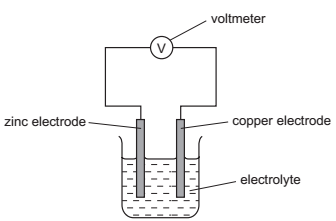 voltmeter
V
zinc electrode
copper electrode
electrolyte